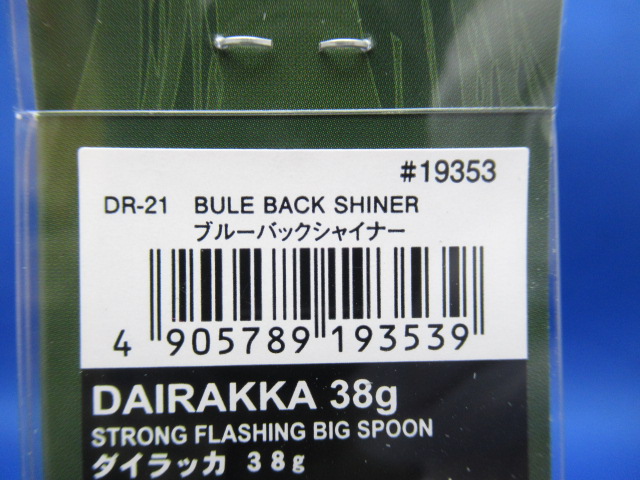 #19353
DR-21 BULE BACK SHINER
ブルーバックシャイナー
4 905789 193539
DAIRAKKA 38g
STRONG FLASHING BIG SPOON
ダイラッカ 38g